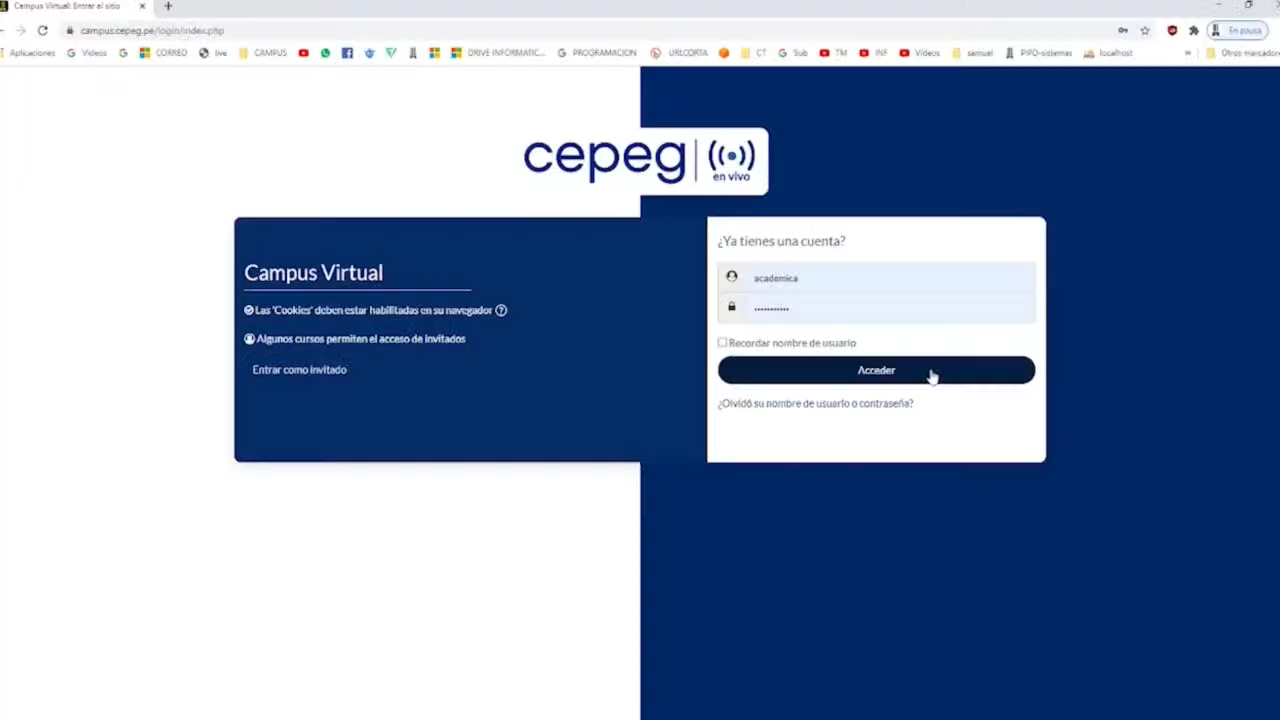 Campus Virtual: Entrar al sitio
campus.cepeg.pe/login/index.php
En pausa
Aplicaciones Videos CORREO live CAMPUS DRIVE INFORMATIC... PROGRAMACION URLCORTA CT Sub TM INF Videos samuel PIPO-sistemas localhost » Otros marcador
cepeg en vivo
Campus Virtual
Las 'Cookies' deben estar habilitadas en su navegador
Algunos cursos permiten el acceso de invitados
Entrar como invitado
¿Ya tienes una cuenta?
academica
Recordar nombre de usuario
Acceder
¿Olvidó su nombre de usuario o contraseña?